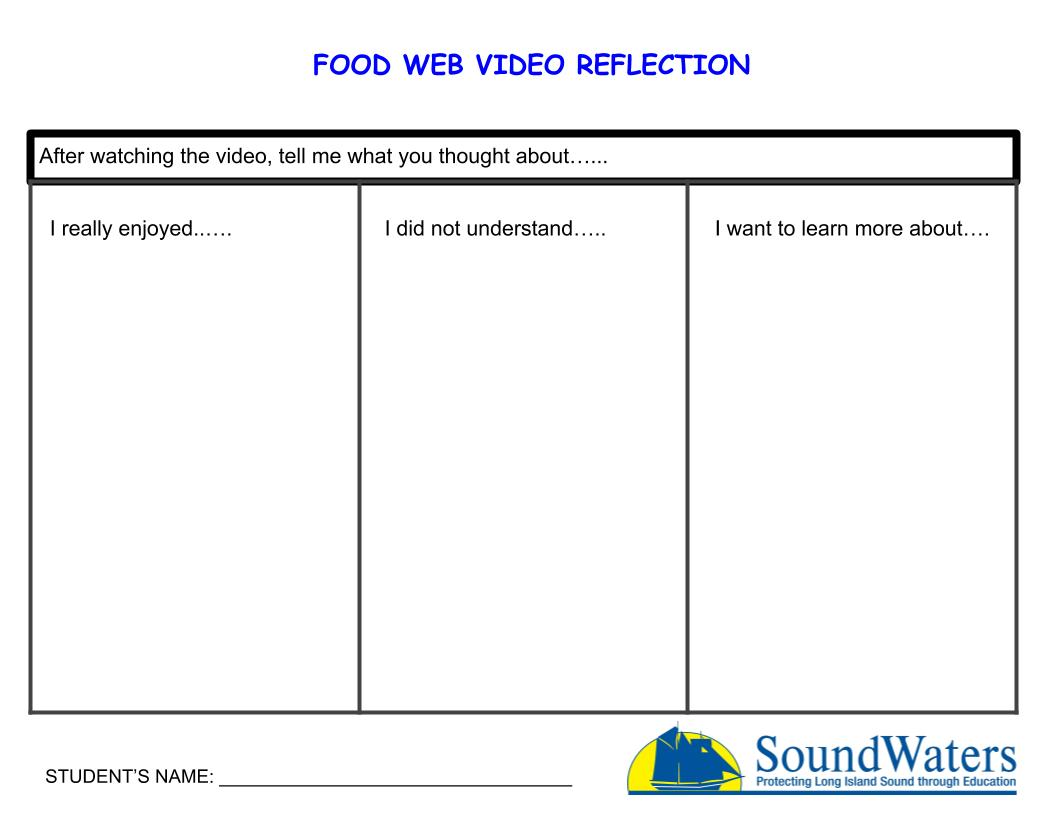 FOOD WEB VIDEO REFLECTION
After watching the video, tell me what you thought about…...
I really enjoyed..….
I did not understand…..
I want to learn more about….
STUDENT’S NAME: ___________________________________
SoundWaters
Protecting Long Island Sound through Education